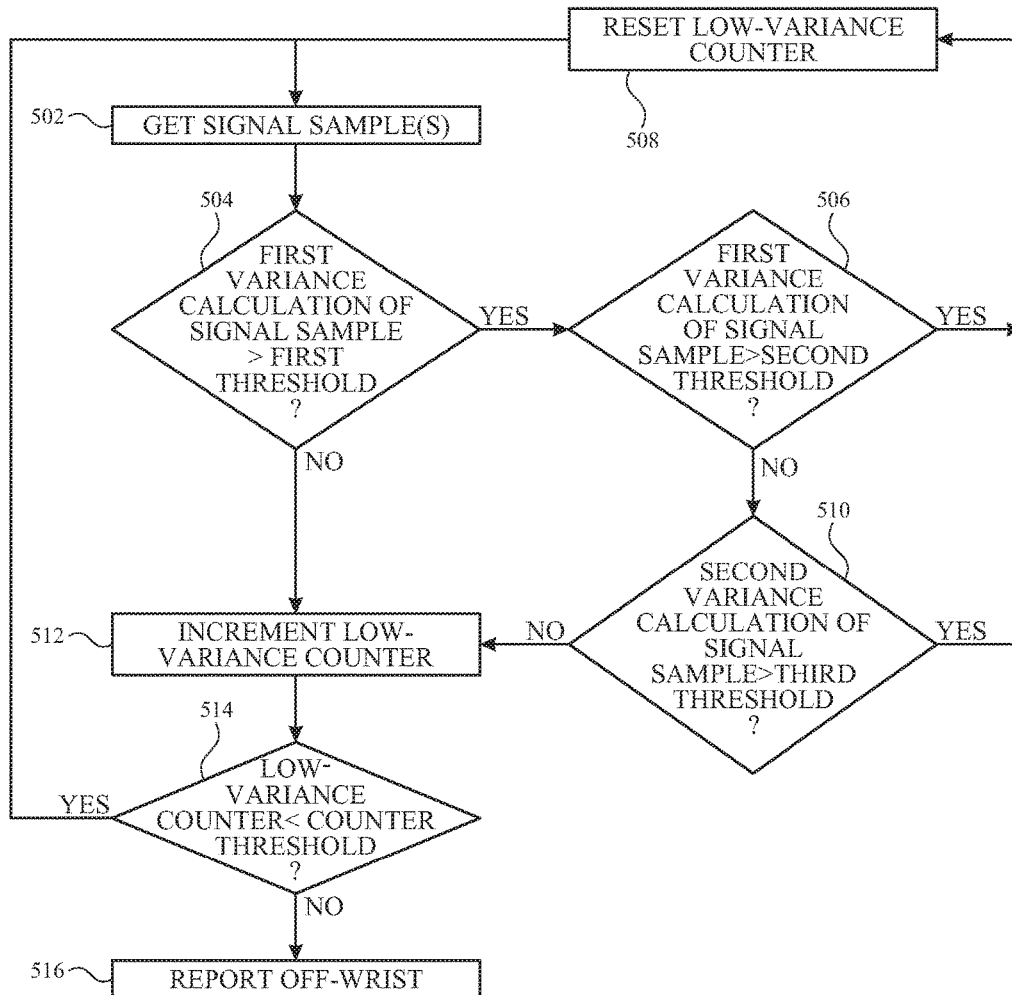 RESET LOW-VARIANCE
COUNTER
508
502
GET SIGNAL SAMPLE(S)
504
FIRST
VARIANCE
CALCULATION OF
SIGNAL SAMPLE
> FIRST
THRESHOLD
?
YES
NO
506
FIRST
VARIANCE
CALCULATION
OF SIGNAL
SAMPLE>SECOND
THRESHOLD
?
YES
NO
510
SECOND
VARIANCE
CALCULATION OF
SIGNAL
SAMPLE>THIRD
THRESHOLD
?
YES
NO
512
INCREMENT LOW-
VARIANCE COUNTER
514
LOW-
VARIANCE
COUNTER< COUNTER
THRESHOLD
?
YES
NO
516
REPORT OFF-WRIST